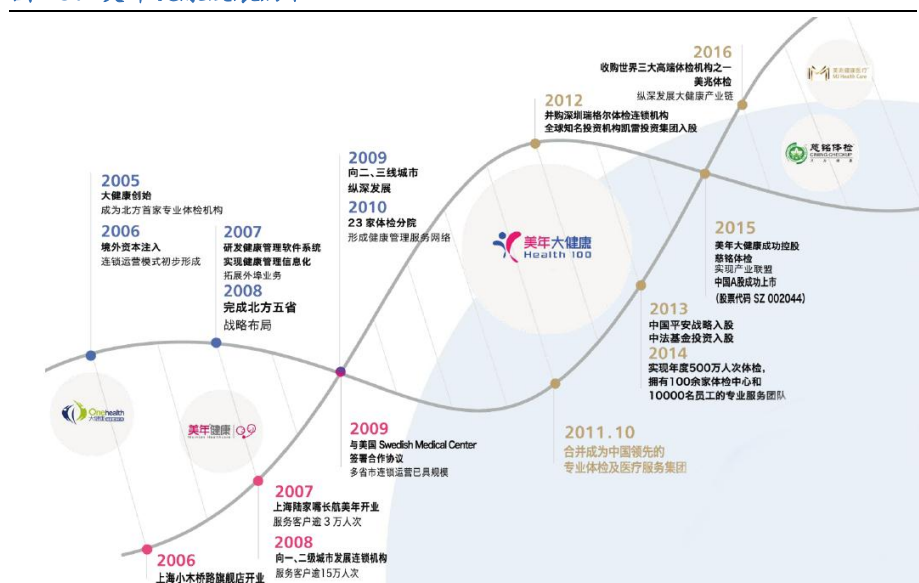 2016
收购世界三大高端体检机构之一
美兆体检
纵深发展大健康产业链
美兆健康医疗
MJ Health Care
2012
并购深圳瑞格尔体检连锁机构
全球知名投资机构凯雷投资集团入股
慈铭体检
2009
向二、三线城市
纵深发展
2010
23 家体检分院
形成健康管理服务网络
2005
大健康创始
成为北方首家专业体检机构
2006
境外资本注入
连锁运营模式初步形成
2007
研发健康管理软件系统
实现健康管理信息化
拓展外埠业务
2008
完成北方五省
战略布局
美年大健康
Health 100
2015
美年大健康成功控股
慈铭体检
实现产业联盟
中国A股成功上市
(股票代码 SZ 002044)
2013
中国平安战略入股
中法基金投资入股
2014
实现年度500万人次体检,
拥有100余家体检中心和
10000名员工的专业服务团队
Onehealth
大健康
美年健康
2009
与美国 Swedish Medical Center
签署合作协议
多省市连锁运营已具规模
2011.10
合并成为中国领先的
专业体检及医疗服务集团
2007
上海陆家嘴长航美年开业
服务客户逾 3 万人次
2008
向一、二级城市发展连锁机构
服务客户逾15万人次
2006
上海小木桥路旗舰店开业